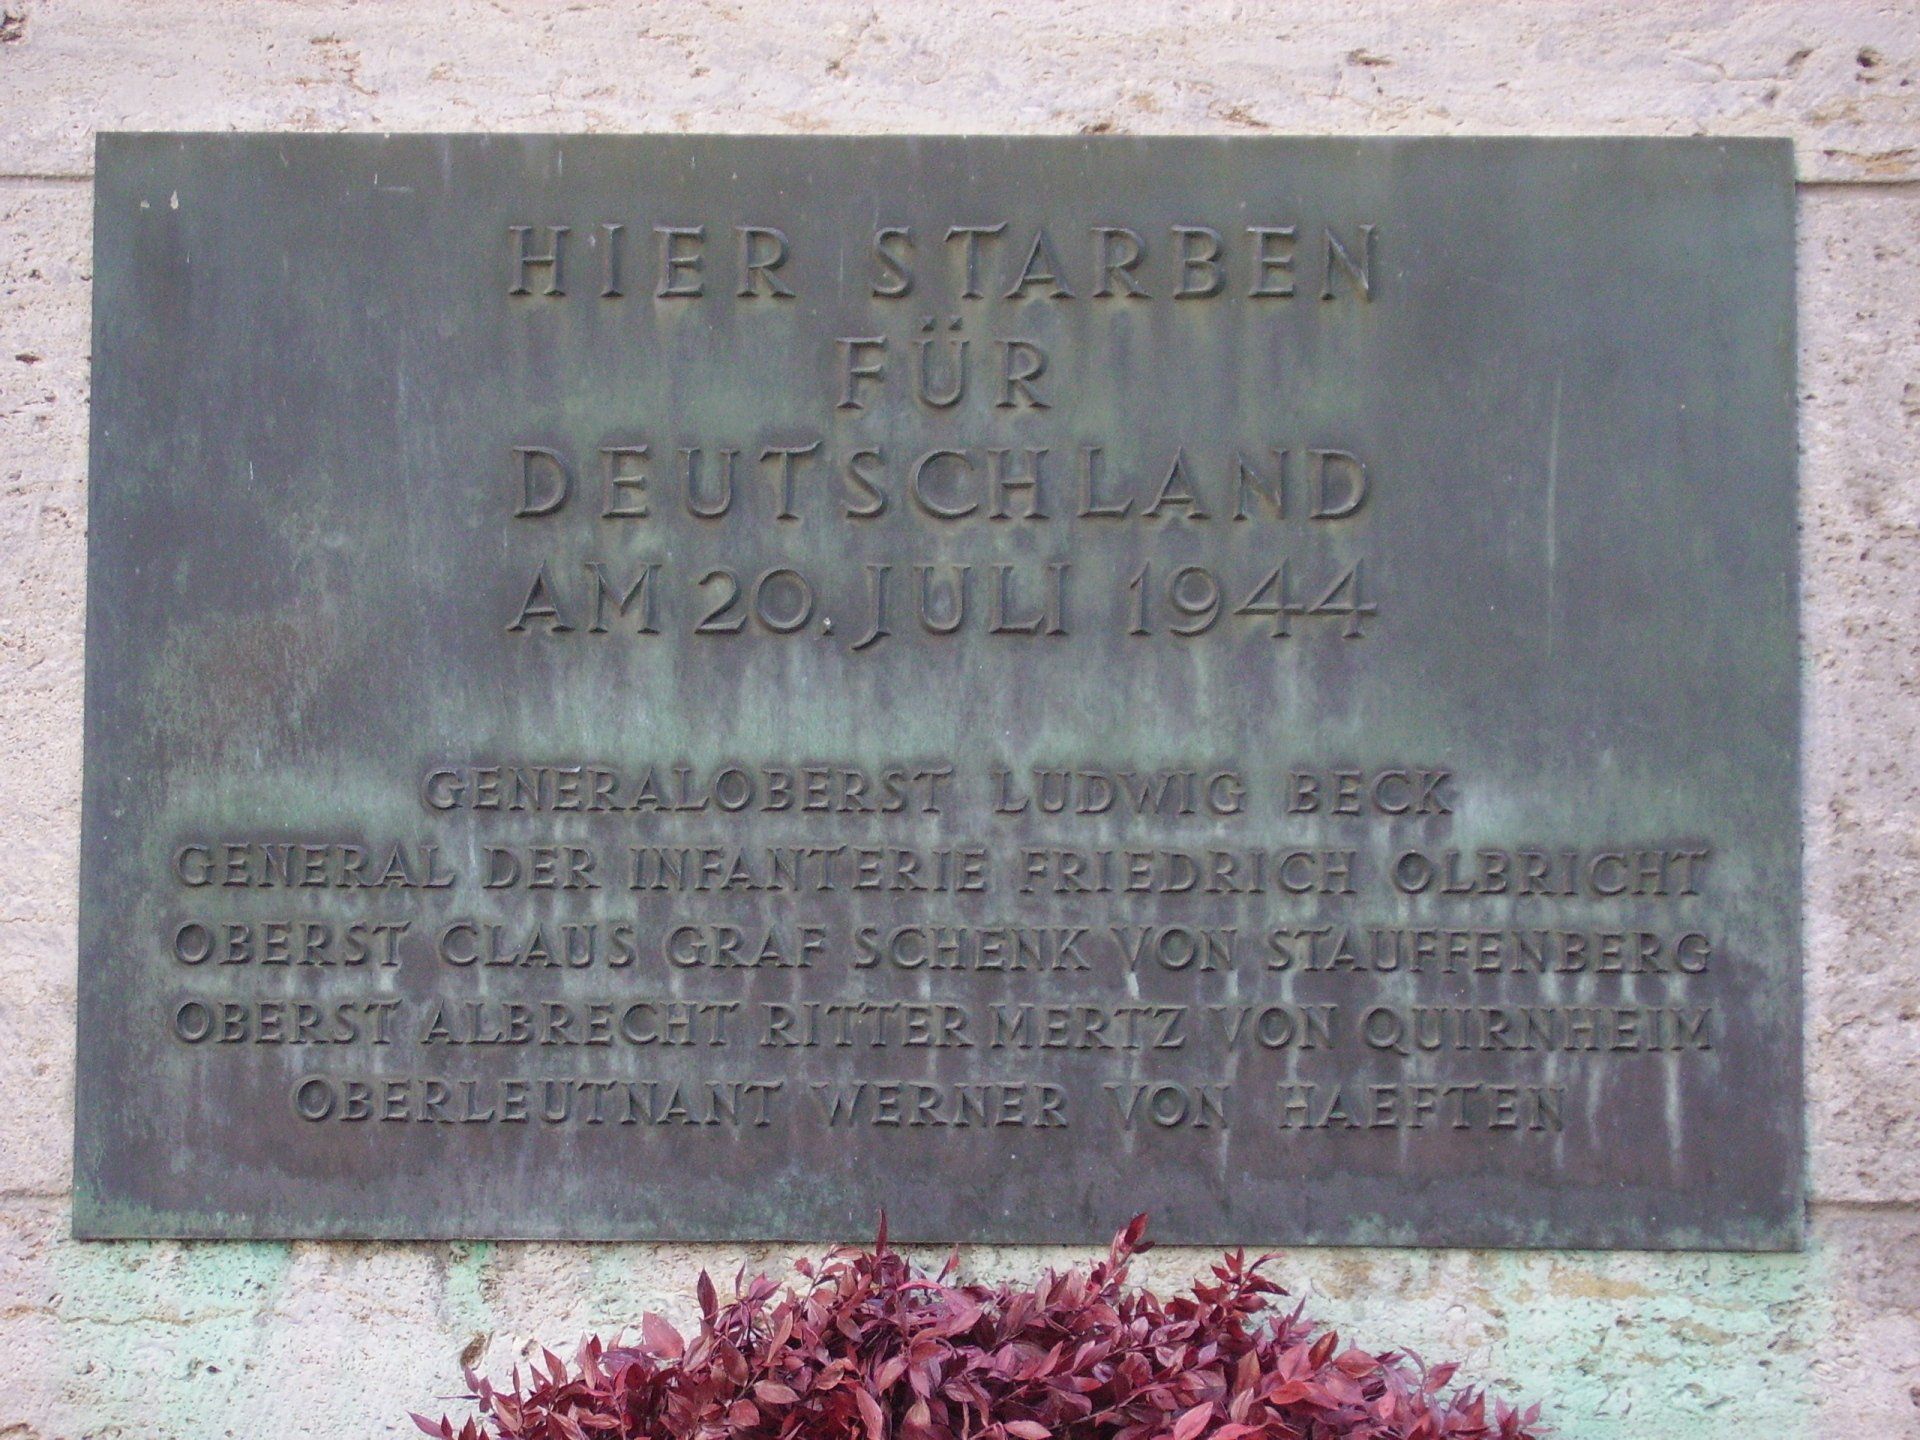 HIER STARBEN
FÜR
DEUTSCHLAND
AM 20. JULI 1944
GENERALOBERST LUDWIG BECK
GENERAL DER INFANTERIE FRIEDRICH OLBRICHT
OBERST CLAUS GRAF SCHENK VON STAUFFENBERG
OBERST ALBRECHT RITTER MERTZ VON QUIRNHEIM
OBERLEUTNANT WERNER VON HAEFTEN